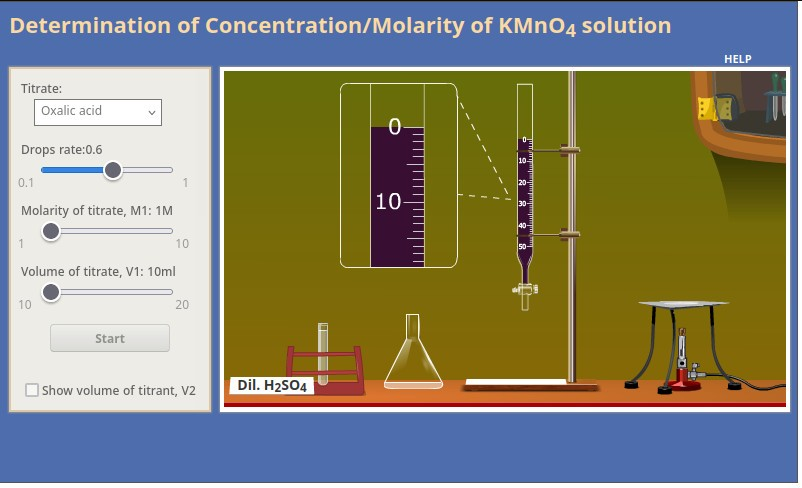 Determination of Concentration/Molarity of KMnO4 solution
HELP
Titrate:
Oxalic acid
Drops rate:0.6
0.1 1
Molarity of titrate, M1: 1M
1 10
Volume of titrate, V1: 10ml
10 20
Start
Show volume of titrant, V2
0
10
0
10
20
30
40
50
Dil. H2SO4